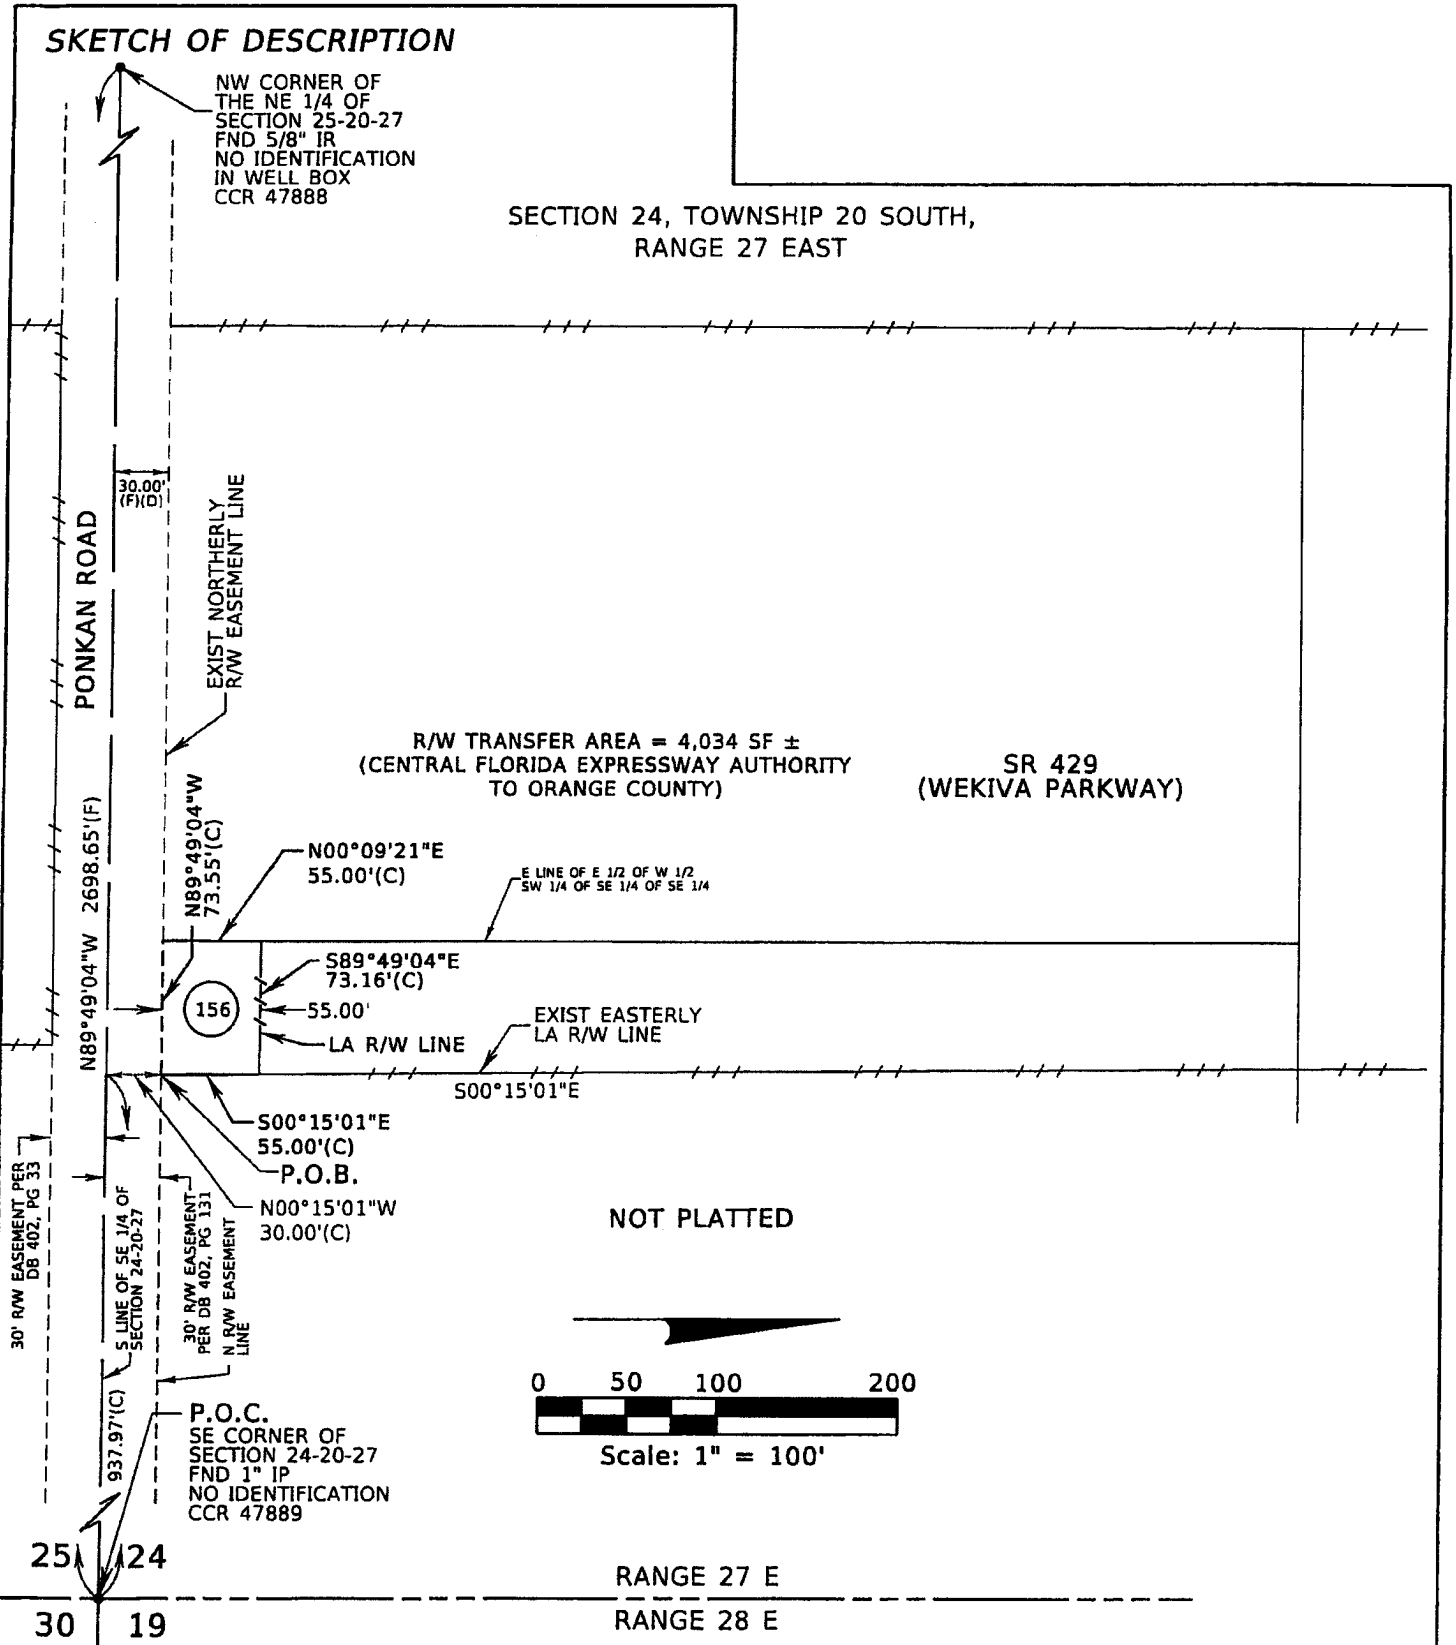 SKETCH OF DESCRIPTION
NW CORNER OF
THE NE 1/4 OF
SECTION 25-20-27
FND 5/8" IR
NO IDENTIFICATION
IN WELL BOX
CCR 47888
SECTION 24, TOWNSHIP 20 SOUTH,
RANGE 27 EAST
30.00'
(F)(D)
EXIST NORTHERLY
R/W EASEMENT LINE
PONKAN ROAD
R/W TRANSFER AREA = 4,034 SF ±
(CENTRAL FLORIDA EXPRESSWAY AUTHORITY
TO ORANGE COUNTY)
SR 429
(WEKIVA PARKWAY)
N89°49'04"W
73.55'(C)
N89°49'04"W 2698.65'(F)
N00°09'21"E
55.00'(C)
E LINE OF E 1/2 OF W 1/2
SW 1/4 OF SE 1/4 OF SE 1/4
S89°49'04"E
73.16'(C)
156
55.00'
LA R/W LINE
EXIST EASTERLY
LA R/W LINE
S00°15'01"E
S00°15'01"E
55.00'(C)
P.O.B.
N00°15'01"W
30.00'(C)
30' R/W EASEMENT PER
DB 402, PG 33
S LINE OF SE 1/4 OF
SECTION 24-20-27
30' R/W EASEMENT
PER DB 402, PG 131
N R/W EASEMENT
LINE
NOT PLATTED
0 50 100 200
Scale: 1" = 100'
937.97'(C)
P.O.C.
SE CORNER OF
SECTION 24-20-27
FND 1" IP
NO IDENTIFICATION
CCR 47889
25 24
RANGE 27 E
30 19
RANGE 28 E